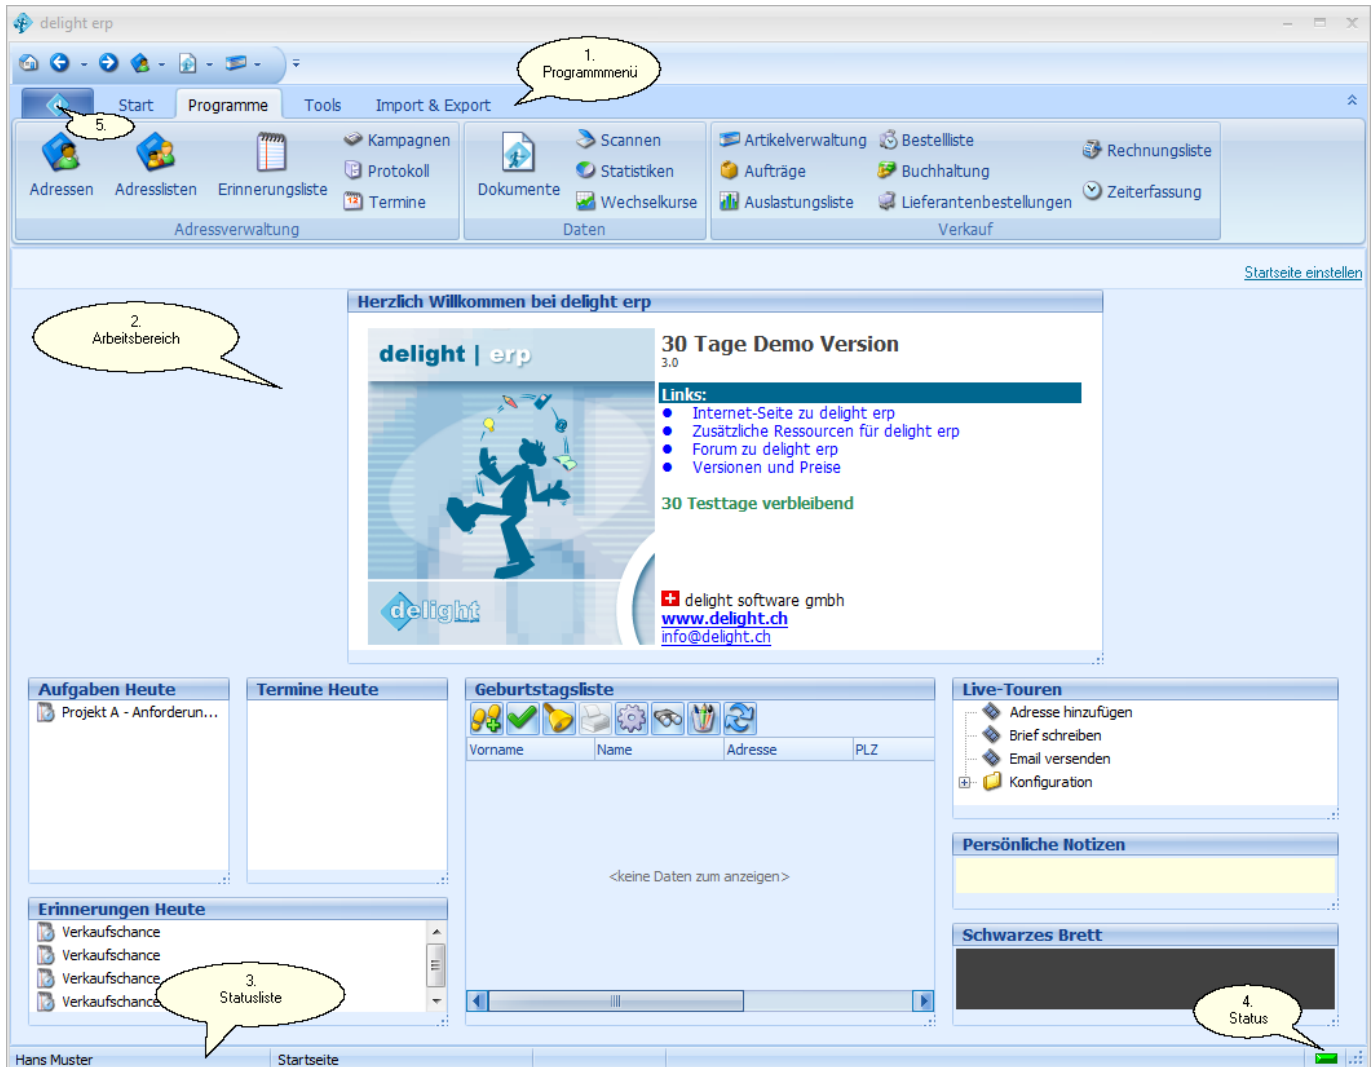 delight erp
1.
Programmmenü
Start Programme Tools Import & Export
5.
Adressen Adresslisten Erinnerungsliste
Kampagnen
Protokoll
Termine
Adressverwaltung
Dokumente
Scannen
Statistiken
Wechselkurse
Daten
Artikelverwaltung
Aufträge
Auslastungsliste
Bestellliste
Buchhaltung
Lieferantenbestellungen
Rechnungsliste
Zeiterfassung
Verkauf
Startseite einstellen
2.
Arbeitsbereich
Herzlich Willkommen bei delight erp
delight | erp
delight
30 Tage Demo Version
3.0
Links:
Internet-Seite zu delight erp
Zusätzliche Ressourcen für delight erp
Forum zu delight erp
Versionen und Preise
30 Testtage verbleibend
delight software gmbh
www.delight.ch
info@delight.ch
Aufgaben Heute
Projekt A - Anforderun...
Termine Heute
Geburtstagsliste
Vorname Name Adresse PLZ
<keine Daten zum anzeigen>
Live-Touren
Adresse hinzufügen
Brief schreiben
Email versenden
Konfiguration
Persönliche Notizen
Schwarzes Brett
Erinnerungen Heute
Verkaufschance
Verkaufschance
Verkaufschance
Verkaufschance
3.
Statusliste
4.
Status
Hans Muster Startseite